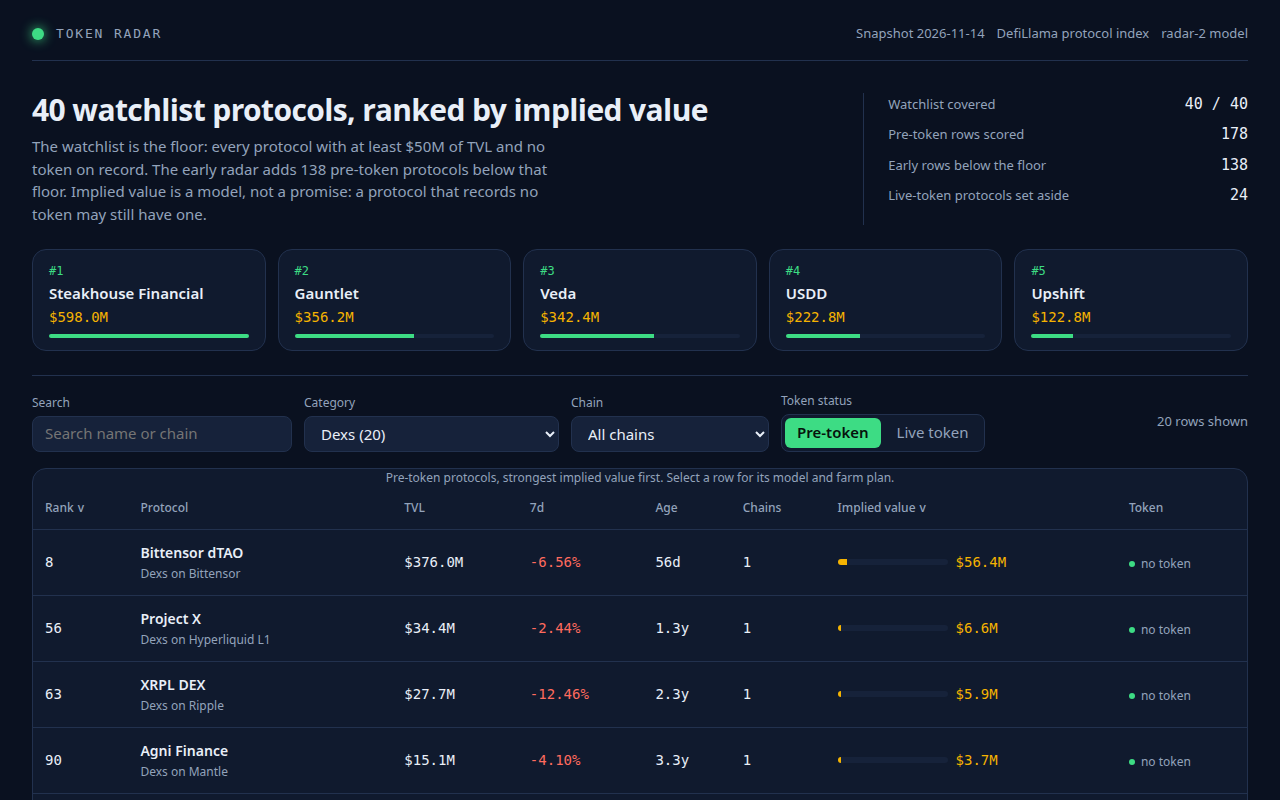 TOKEN RADAR
Snapshot 2026-11-14 DefiLlama protocol index radar-2 model
40 watchlist protocols, ranked by implied value
The watchlist is the floor: every protocol with at least $50M of TVL and no
token on record. The early radar adds 138 pre-token protocols below that
floor. Implied value is a model, not a promise: a protocol that records no
token may still have one.
Watchlist covered 40 / 40
Pre-token rows scored 178
Early rows below the floor 138
Live-token protocols set aside 24
#1
Steakhouse Financial
$598.0M
#2
Gauntlet
$356.2M
#3
Veda
$342.4M
#4
USDD
$222.8M
#5
Upshift
$122.8M
Search
Search name or chain
Category
Dexs (20)
Chain
All chains
Token status
Pre-token Live token
20 rows shown
Pre-token protocols, strongest implied value first. Select a row for its model and farm plan.
Rank v Protocol TVL 7d Age Chains Implied value v Token
8 Bittensor dTAO $376.0M -6.56% 56d 1 $56.4M no token
Dexs on Bittensor
56 Project X $34.4M -2.44% 1.3y 1 $6.6M no token
Dexs on Hyperliquid L1
63 XRPL DEX $27.7M -12.46% 2.3y 1 $5.9M no token
Dexs on Ripple
90 Agni Finance $15.1M -4.10% 3.3y 1 $3.7M no token
Dexs on Mantle